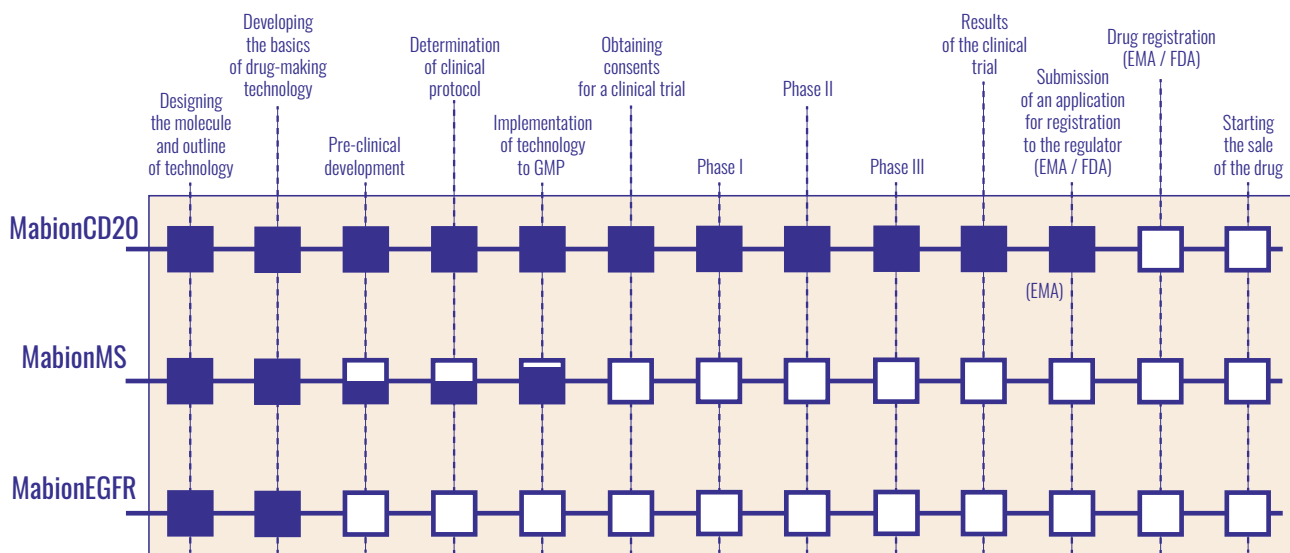 Designing
the molecule
and outline
of technology
Developing
the basics
of drug-making
technology
Pre-clinical
development
Determination
of clinical
protocol
Implementation
of technology
to GMP
Obtaining
consents
for a clinical trial
Phase I
Phase II
Phase III
Results
of the clinical
trial
Submission
of an application
for registration
to the regulator
(EMA / FDA)
Drug registration
(EMA / FDA)
Starting
the sale
of the drug
MabionCD20
(EMA)
MabionMS
MabionEGFR